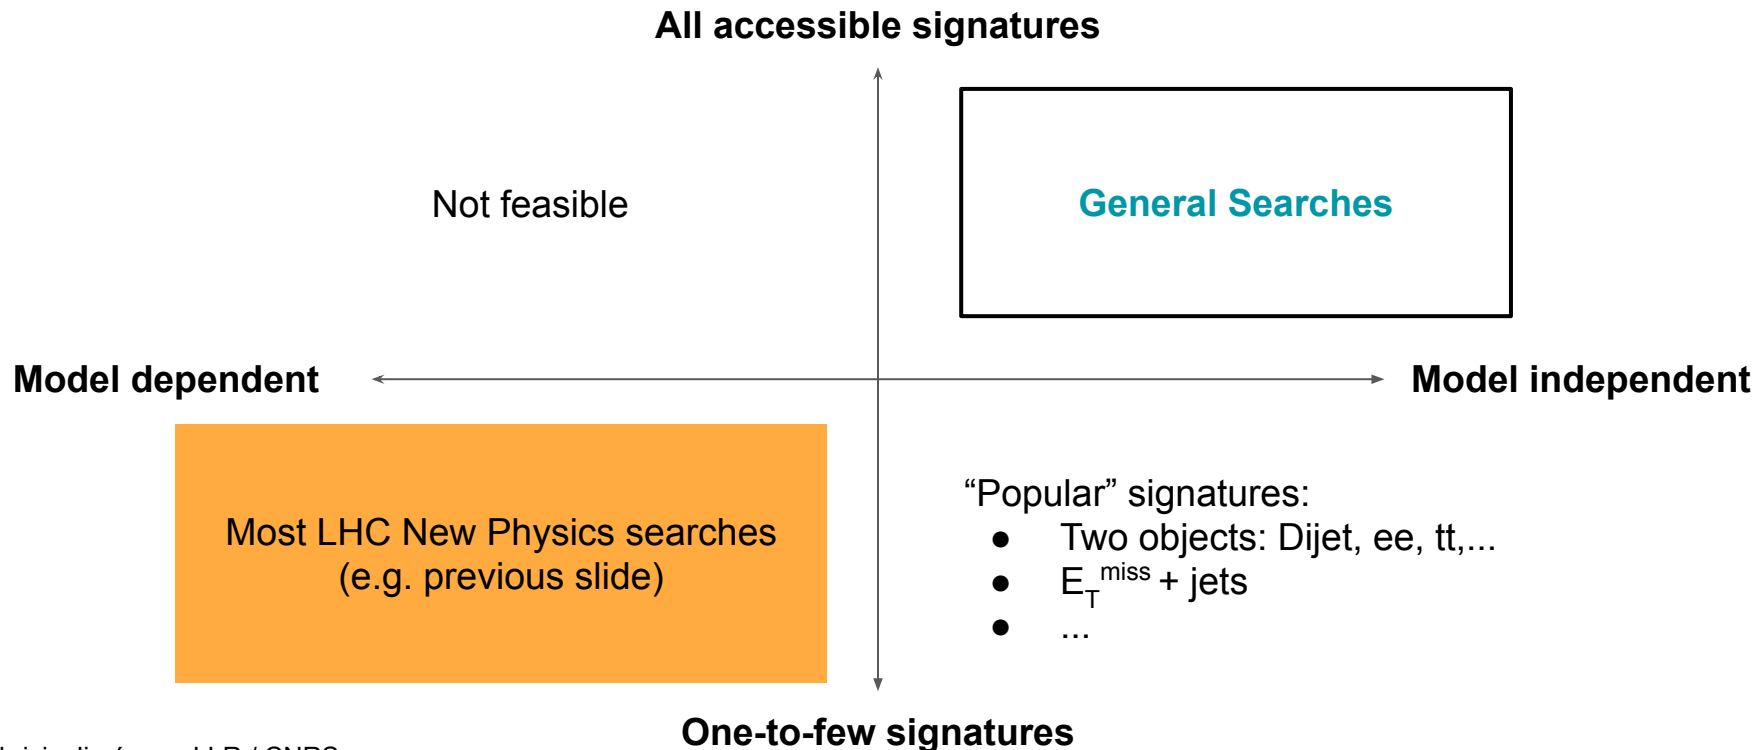 All accessible signatures
Not feasible
General Searches
Model dependent
Model independent
Most LHC New Physics searches
(e.g. previous slide)
“Popular” signatures:
● Two objects: Dijet, ee, tt,...
● E_T^miss + jets
● ...
One-to-few signatures